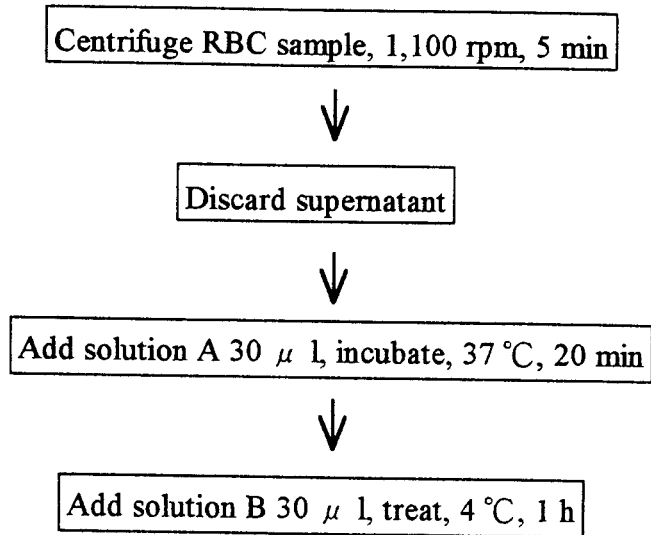 Centrifuge RBC sample, 1,100 rpm, 5 min
Discard supernatant
Add solution A 30 μ l, incubate, 37 ℃, 20 min
Add solution B 30 μ l, treat, 4 ℃, 1 h